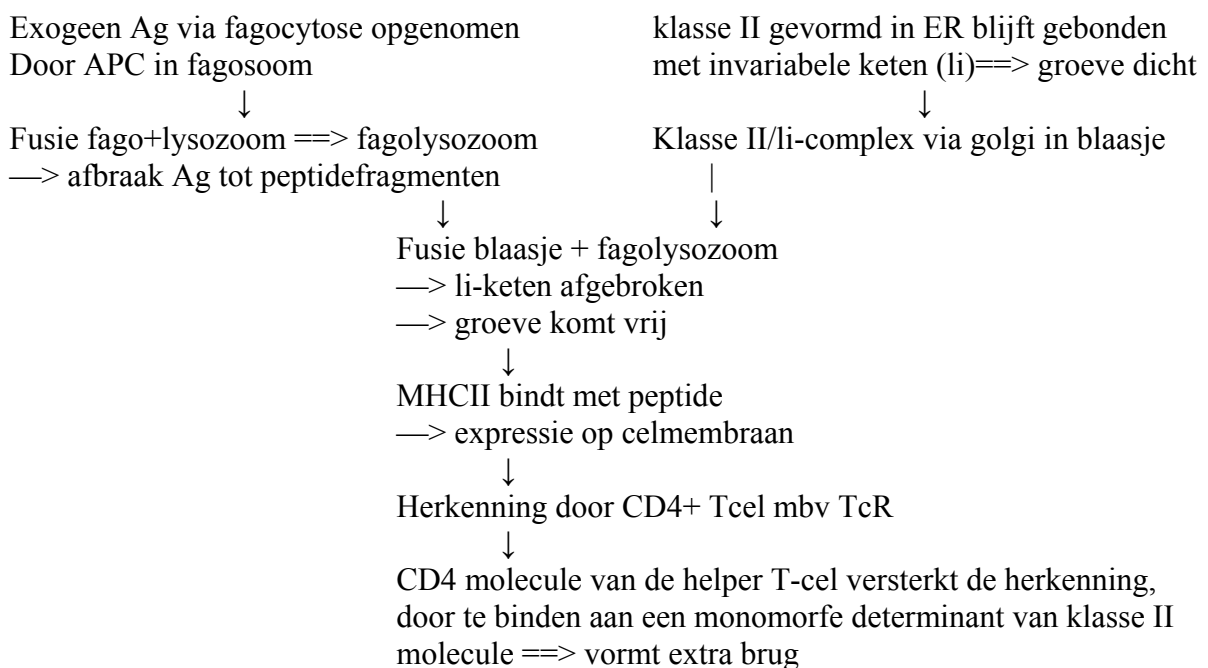 Exogeen Ag via fagocytose opgenomen
Door APC in fagosoom
↓
Fusie fago+lysozoom ==> fagolysozoom
—> afbraak Ag tot peptidefragmenten
↓
klasse II gevormd in ER blijft gebonden
met invariabele keten (li)==> groeve dicht
↓
Klasse II/li-complex via golgi in blaasje
|
↓
Fusie blaasje + fagolysozoom
—> li-keten afgebroken
—> groeve komt vrij
↓
MHCII bindt met peptide
—> expressie op celmembraan
↓
Herkenning door CD4+ Tcel mbv TcR
↓
CD4 molecule van de helper T-cel versterkt de herkenning,
door te binden aan een monomorfe determinant van klasse II
molecule ==> vormt extra brug